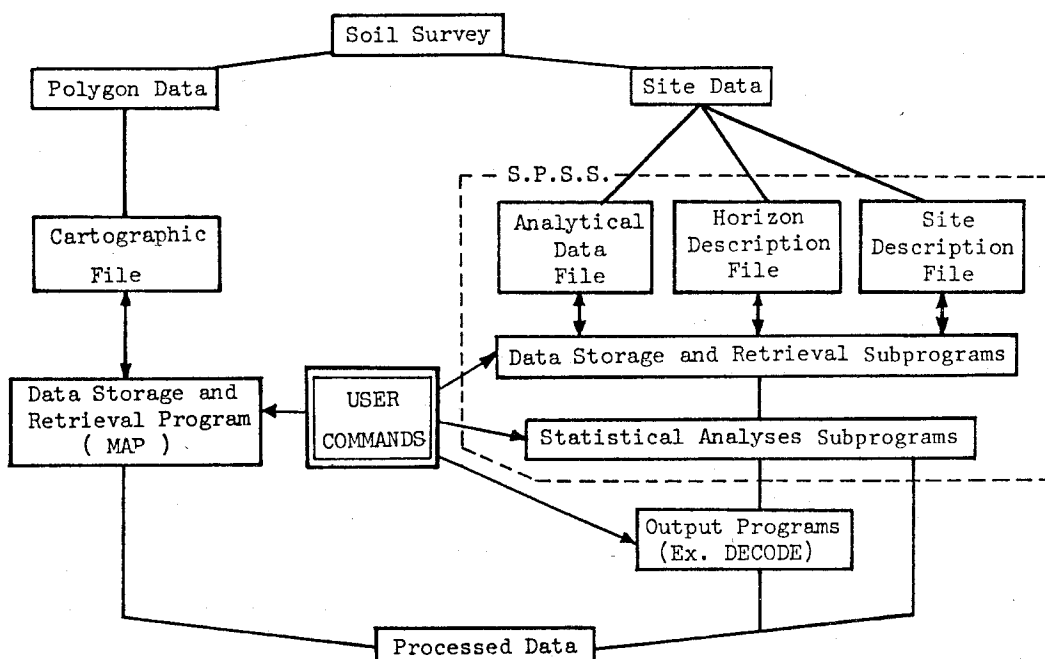 Soil Survey
Polygon Data
Site Data
S.P.S.S.
Cartographic
File
Analytical
Data
File
Horizon
Description
File
Site
Description
File
Data Storage and Retrieval Subprograms
Data Storage and
Retrieval Program
( MAP )
USER
COMMANDS
Statistical Analyses Subprograms
Output Programs
(Ex. DECODE)
Processed Data